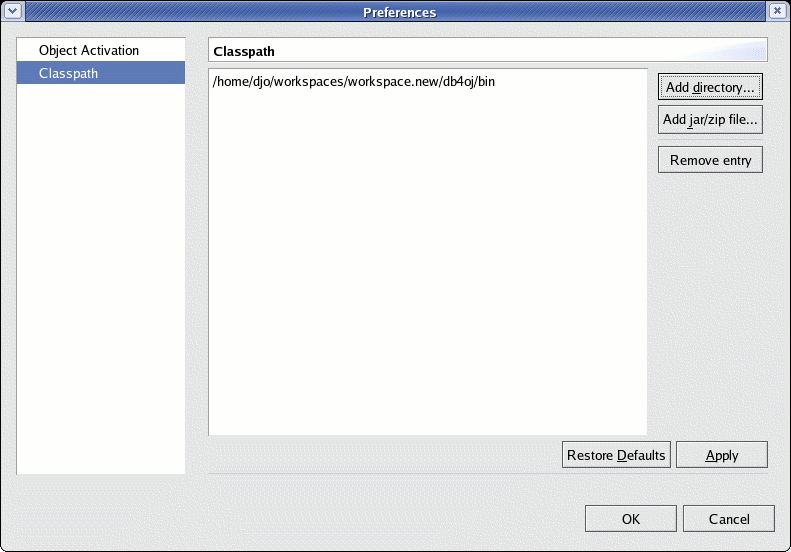 Preferences
Object Activation
Classpath
Classpath
/home/djo/workspaces/workspace.new/db4oj/bin
Add directory...
Add jar/zip file...
Remove entry
Restore Defaults
Apply
OK
Cancel